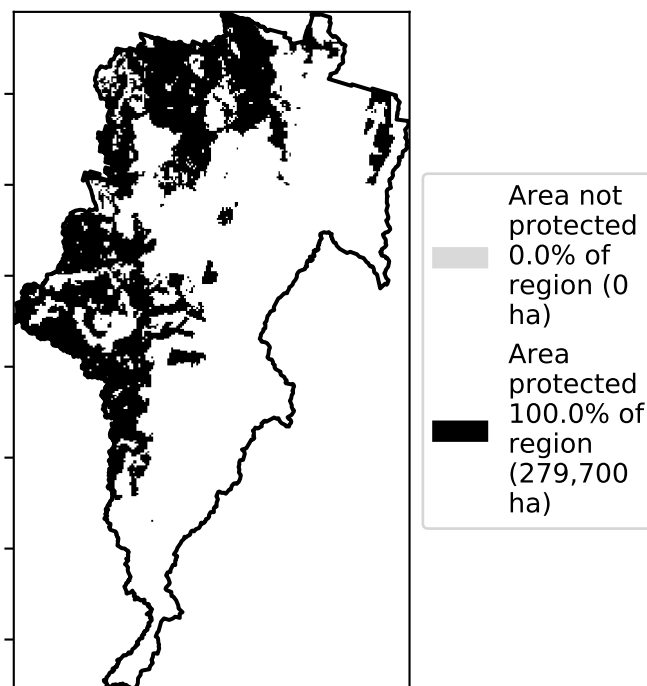 Area not
protected
0.0% of
region (0
ha)
Area
protected
100.0% of
region
(279,700
ha)